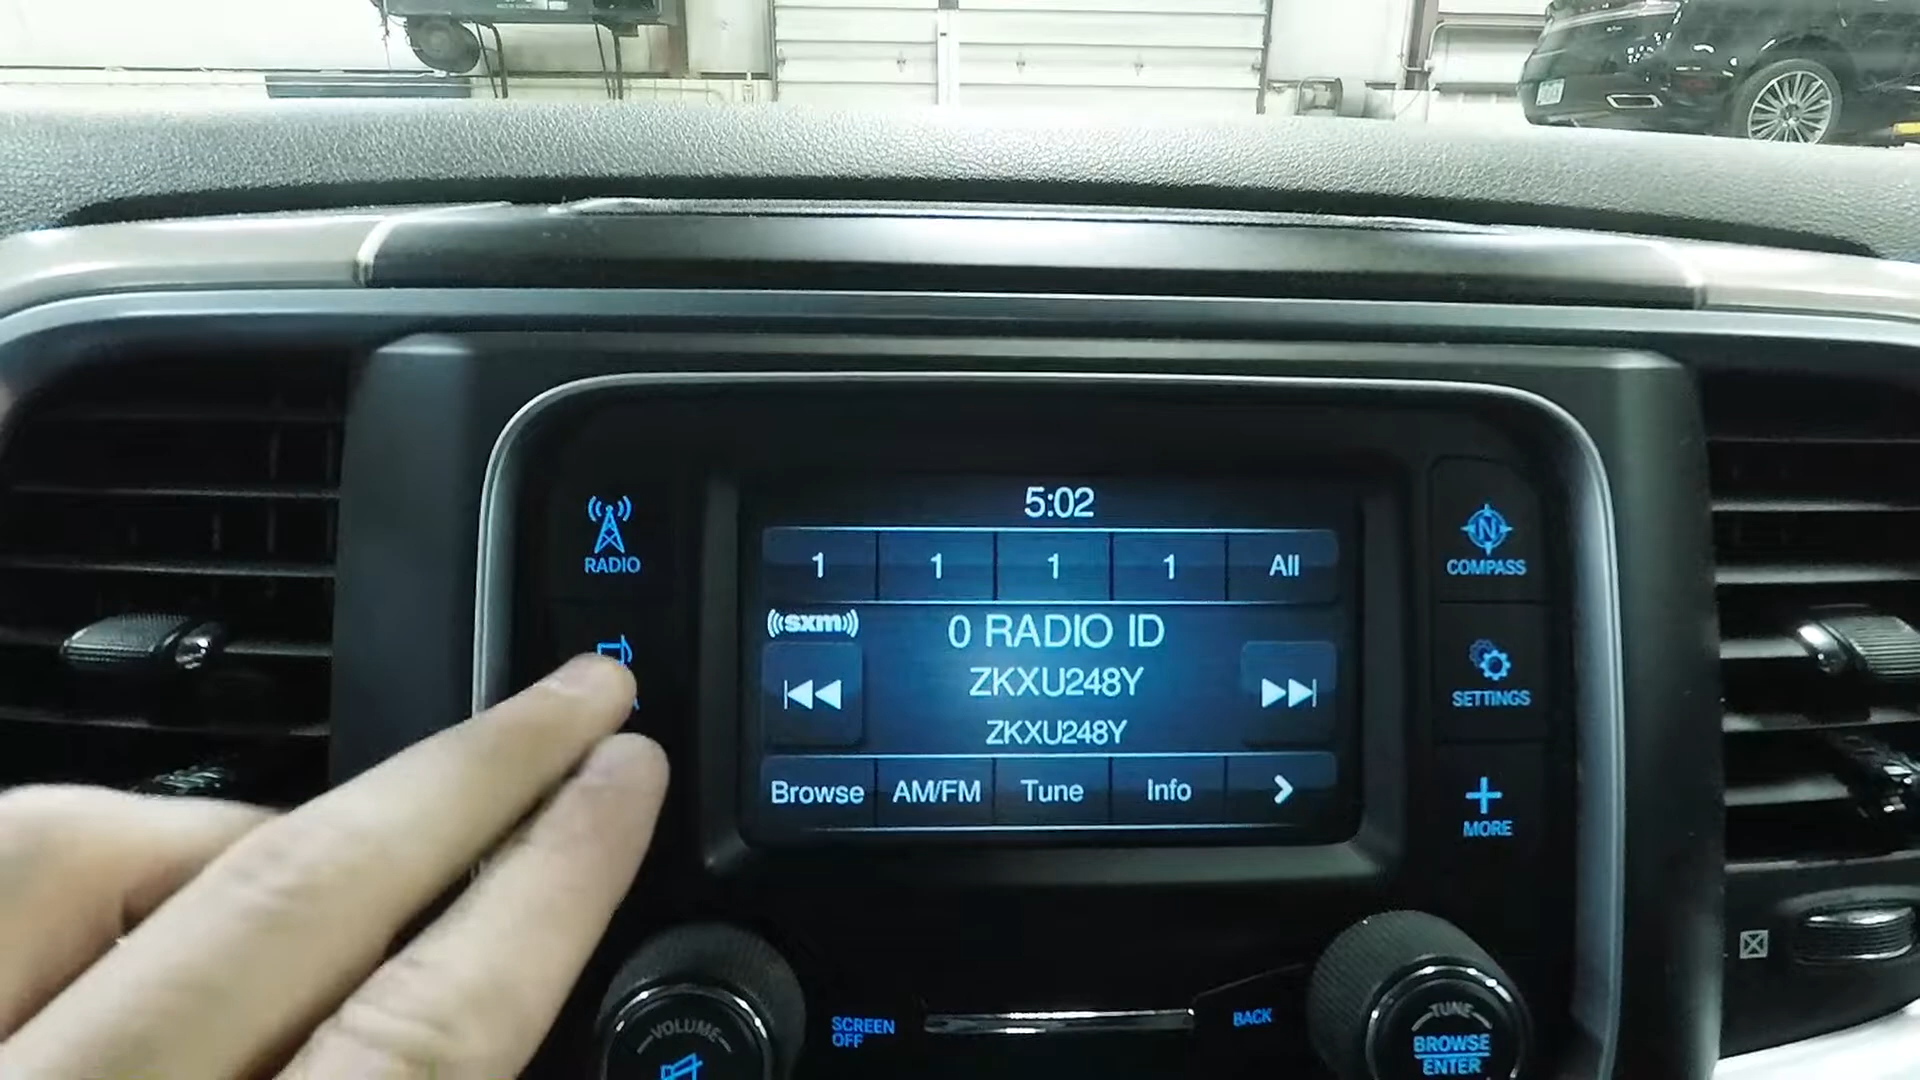 5:02
1 1 1 1 All
((sxm))
0 RADIO ID
ZKXU248Y
ZKXU248Y
Browse AM/FM Tune Info
RADIO
COMPASS
N
SETTINGS
MORE
VOLUME
SCREEN
OFF
BACK
TUNE
BROWSE
ENTER